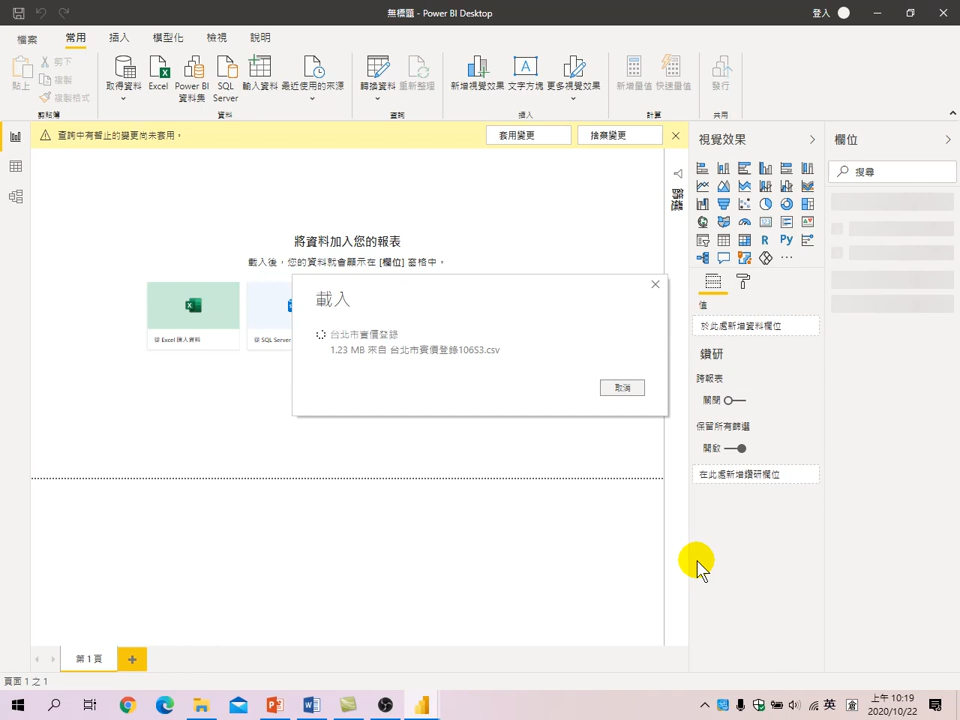 無標題 - Power BI Desktop
登入
檔案
常用
插入
模型化
檢視
說明
貼上
剪下
複製
複製格式
剪貼簿
取得資料
Excel
Power BI
資料集
SQL
Server
輸入資料
最近使用的來源
資料
轉換資料
重新整理
查詢
新增視覺效果
文字方塊
更多視覺效果
插入
新增量值
快速量值
計算
發行
共用
查詢中有暫止的變更尚未套用。
套用變更
捨棄變更
將資料加入您的報表
載入後，您的資料就會顯示在 [欄位] 窗格中。
從 Excel 匯入資料
從 SQL Server
載入
台北市實價登錄
1.23 MB 來自 台北市實價登錄106S3.csv
取消
篩選
視覺效果
R
Py
值
於此處新增資料欄位
鑽研
跨報表
關閉
保留所有篩選
開啟
在此處新增鑽研欄位
欄位
搜尋
第 1 頁
頁面 1 之 1
英
倉
上午 10:19
2020/10/22